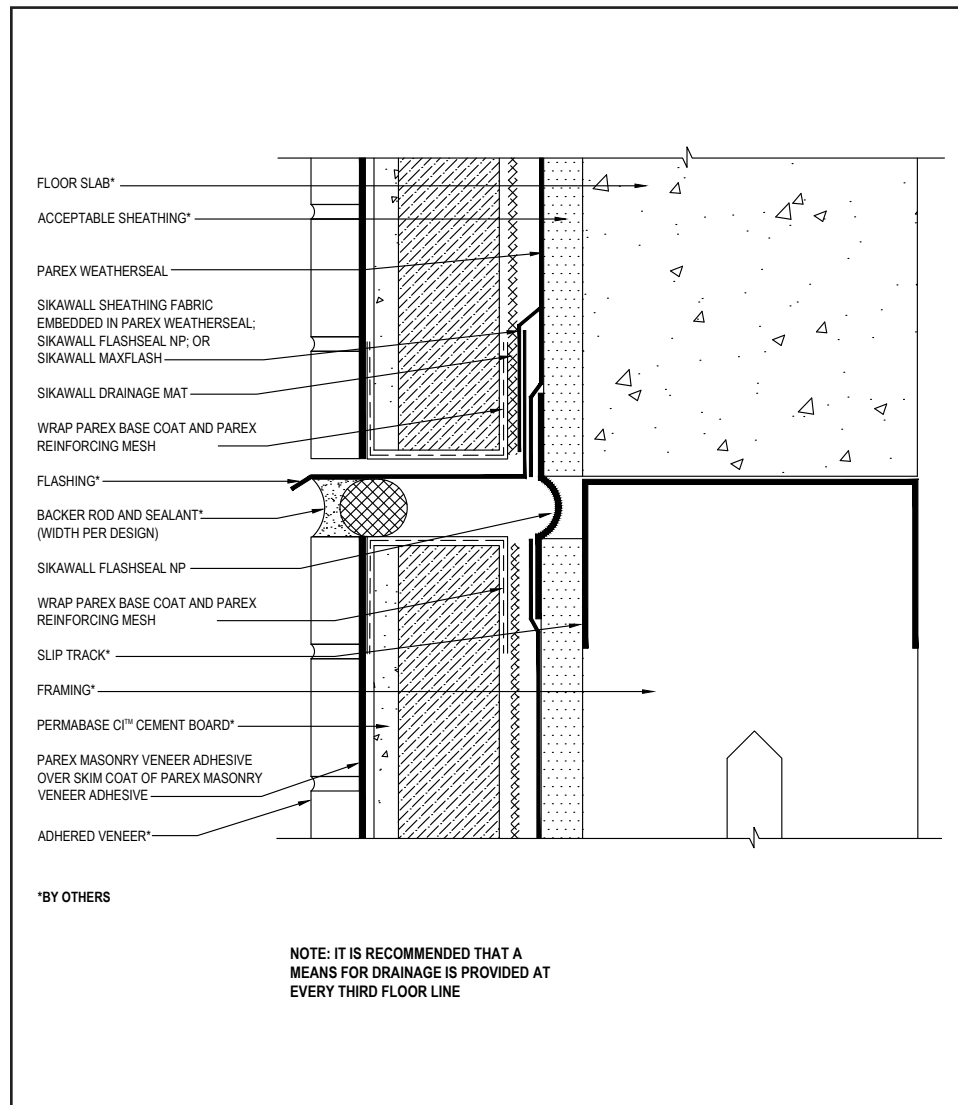 FLOOR SLAB*
ACCEPTABLE SHEATHING*
PAREX WEATHERSEAL
SIKAWALL SHEATHING FABRIC
EMBEDDED IN PAREX WEATHERSEAL;
SIKAWALL FLASHSEAL NP; OR
SIKAWALL MAXFLASH
SIKAWALL DRAINAGE MAT
WRAP PAREX BASE COAT AND PAREX
REINFORCING MESH
FLASHING*
BACKER ROD AND SEALANT*
(WIDTH PER DESIGN)
SIKAWALL FLASHSEAL NP
WRAP PAREX BASE COAT AND PAREX
REINFORCING MESH
SLIP TRACK*
FRAMING*
PERMABASE CI™ CEMENT BOARD*
PAREX MASONRY VENEER ADHESIVE
OVER SKIM COAT OF PAREX MASONRY
VENEER ADHESIVE
ADHERED VENEER*
*BY OTHERS
NOTE: IT IS RECOMMENDED THAT A
MEANS FOR DRAINAGE IS PROVIDED AT
EVERY THIRD FLOOR LINE